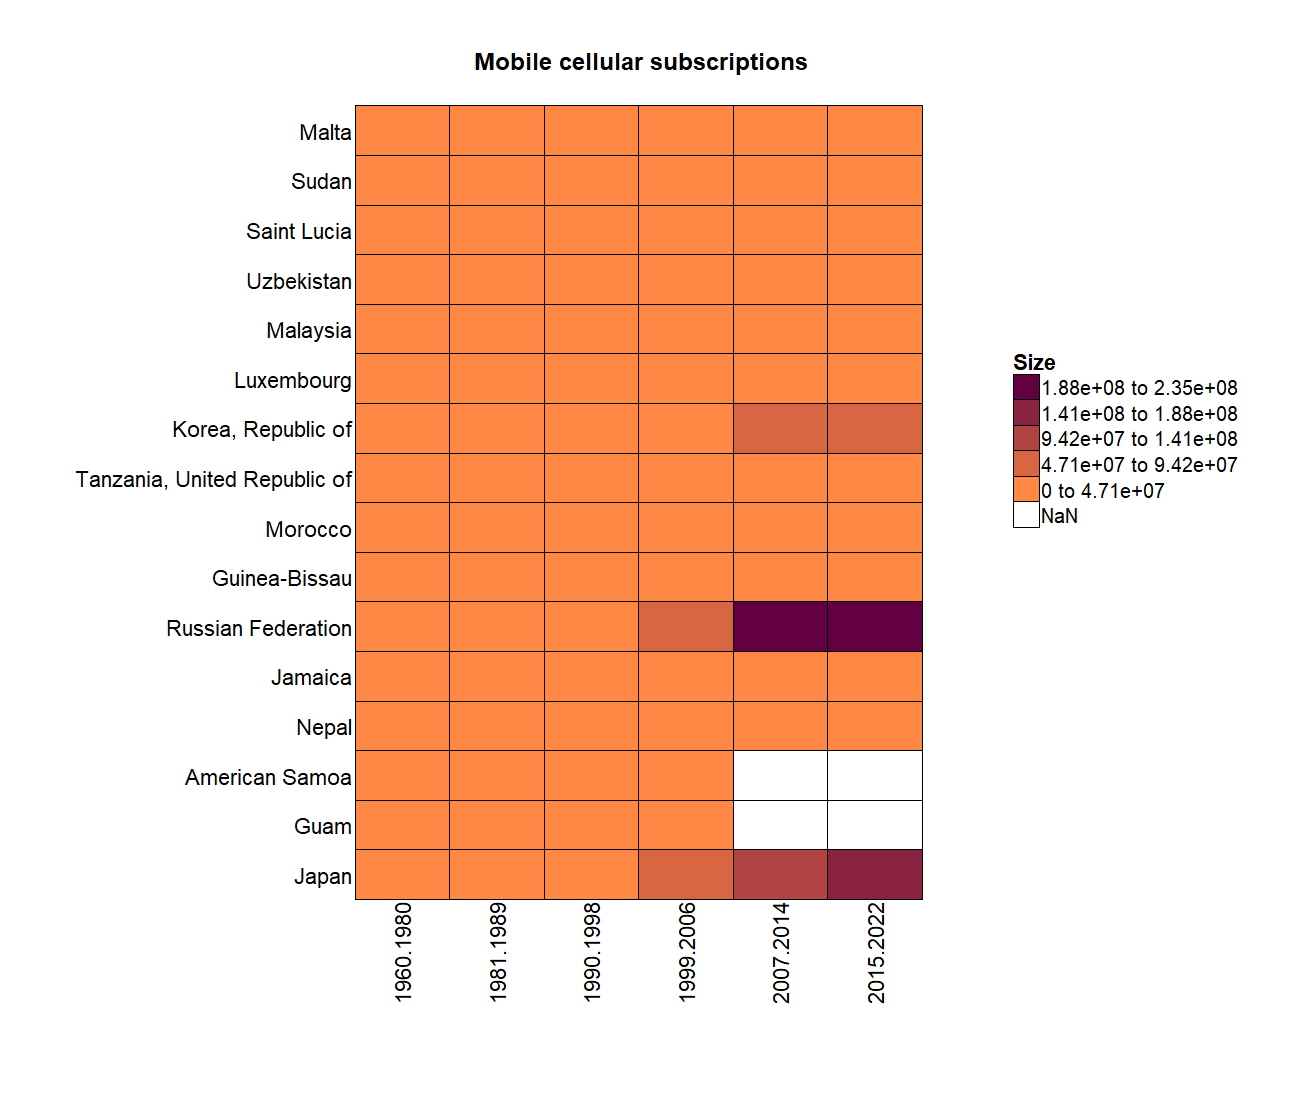 Mobile cellular subscriptions
Malta
Sudan
Saint Lucia
Uzbekistan
Malaysia
Luxembourg
Korea, Republic of
Tanzania, United Republic of
Morocco
Guinea-Bissau
Russian Federation
Jamaica
Nepal
American Samoa
Guam
Japan
1960.1980
1981.1989
1990.1998
1999.2006
2007.2014
2015.2022
Size
1.88e+08 to 2.35e+08
1.41e+08 to 1.88e+08
9.42e+07 to 1.41e+08
4.71e+07 to 9.42e+07
0 to 4.71e+07
NaN